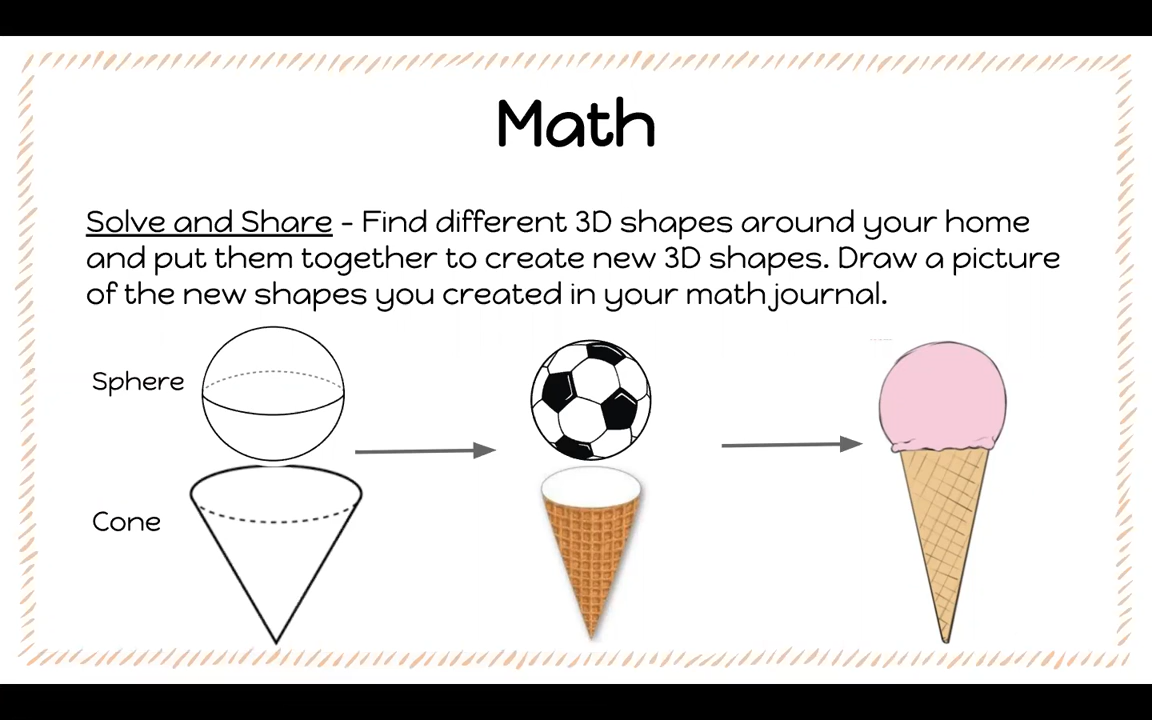 Math
Solve and Share - Find different 3D shapes around your home
and put them together to create new 3D shapes. Draw a picture
of the new shapes you created in your math journal.
Sphere
Cone